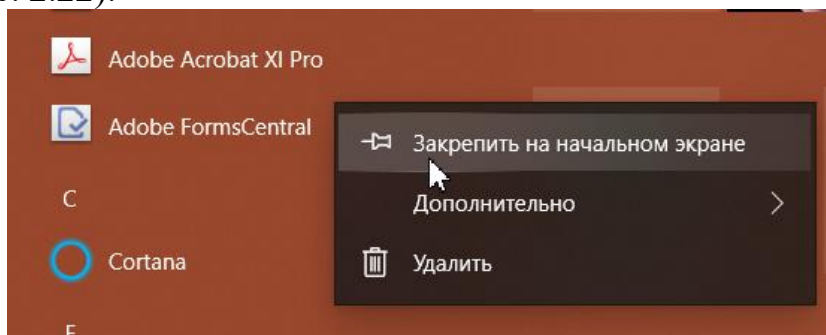 Adobe Acrobat XI Pro
Adobe FormsCentral
Закрепить на начальном экране
C
Дополнительно
Cortana
Удалить